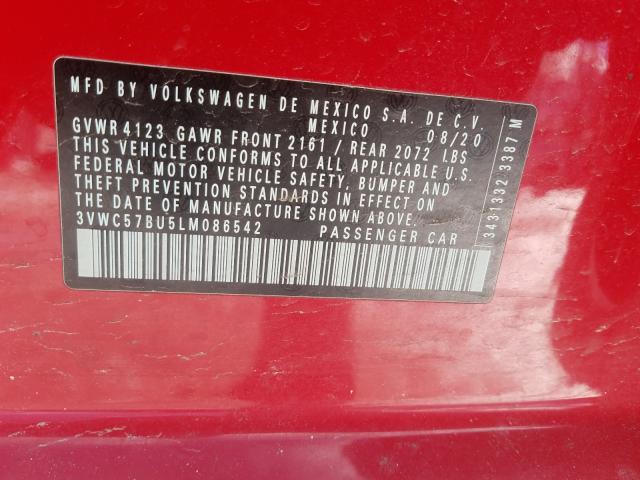 MFD BY VOLKSWAGEN DE MEXICO S.A. DE C.V.
MEXICO 08/20
GVWR 4123 GAWR FRONT 2161 / REAR 2072 LBS
THIS VEHICLE CONFORMS TO ALL APPLICABLE U.S.
FEDERAL MOTOR VEHICLE SAFETY, BUMPER AND
THEFT PREVENTION STANDARDS IN EFFECT ON
THE DATE OF MANUFACTURE SHOWN ABOVE.
3VWC57BU5LM086542 PASSENGER CAR
3431332 3387 M